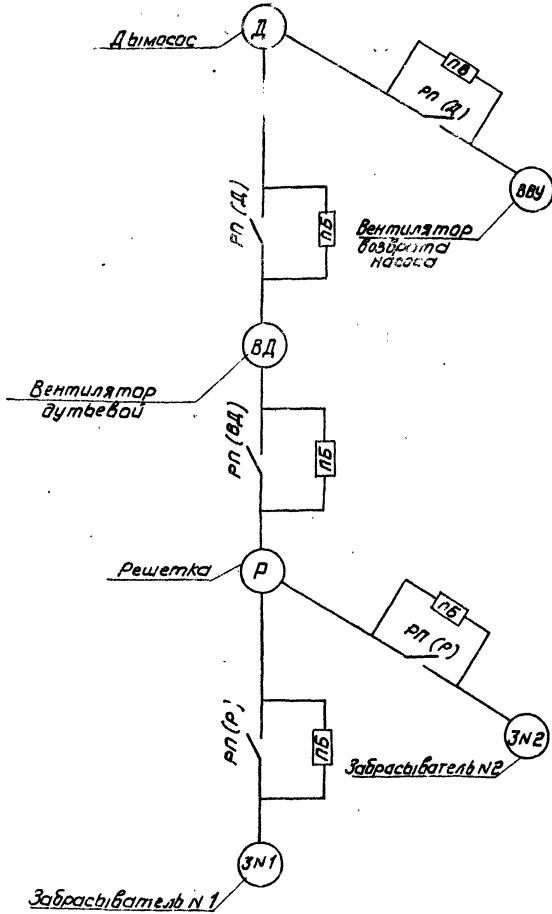 Дымосос
Д
ПВ
РП (Д)
ВВУ
Вентилятор
возврата
насоса
РП (Д)
ПБ
ВД
Вентилятор
дутьевой
РП (ВД)
ПБ
Решетка
Р
ПБ
РП (Р)
ЗN2
Забрасыватель N2
РП (Р)
ПБ
ЗN1
Забрасыватель N 1